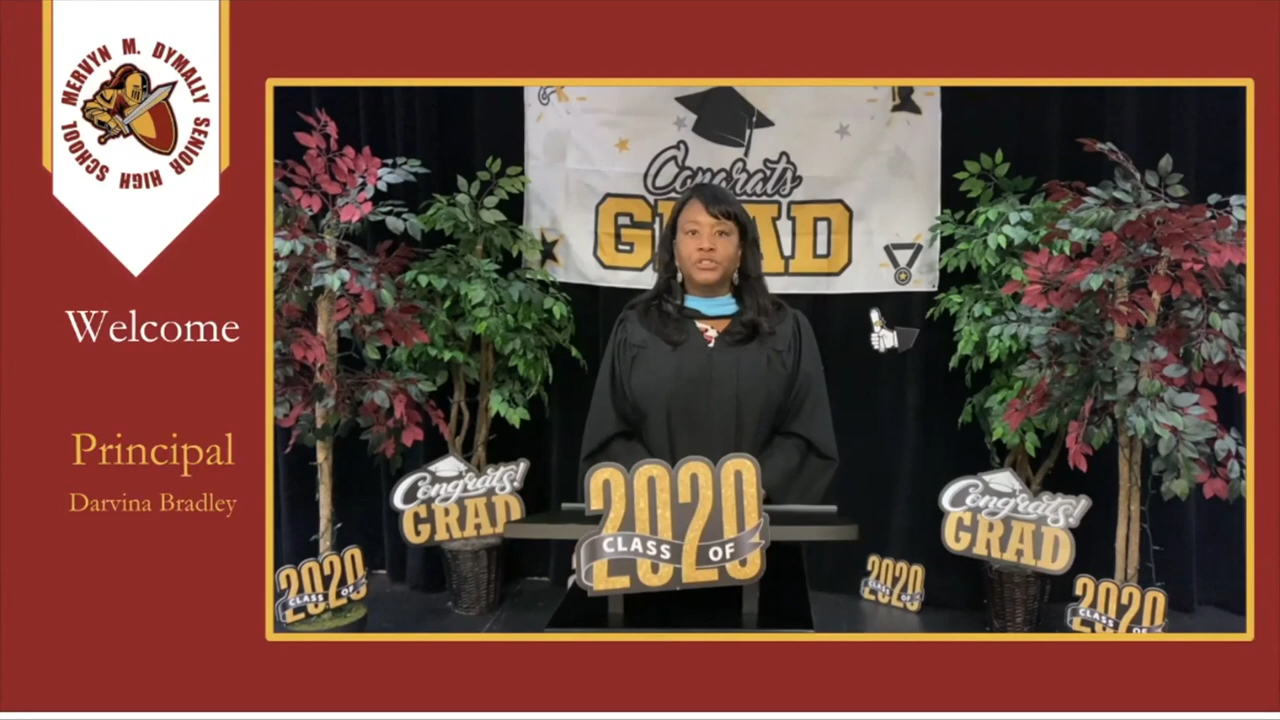 MERVYN M. DYMALLY SENIOR HIGH SCHOOL
Welcome
Principal
Darvina Bradley
Congrats
GRAD
Congrats!
GRAD
2020
CLASS OF
2020
CLASS OF
Congrats!
GRAD
2020
CLASS OF
2020
CLASS OF